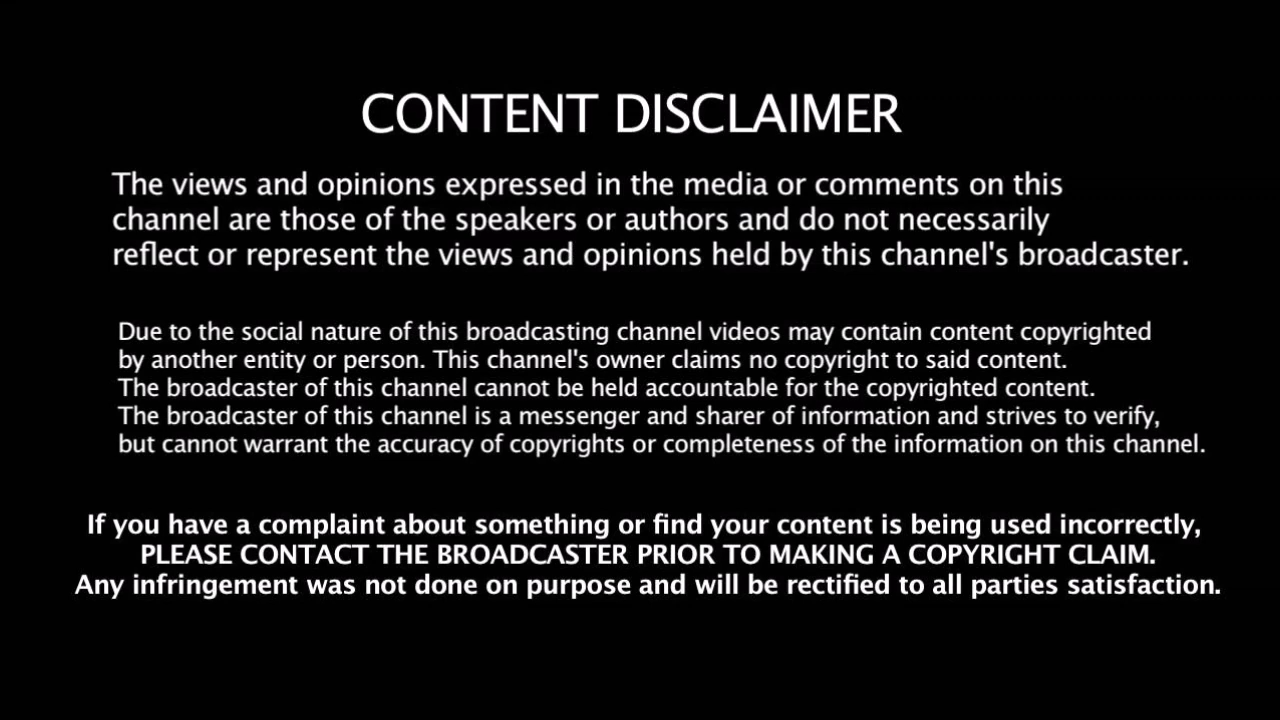 CONTENT DISCLAIMER
The views and opinions expressed in the media or comments on this
channel are those of the speakers or authors and do not necessarily
reflect or represent the views and opinions held by this channel's broadcaster.
Due to the social nature of this broadcasting channel videos may contain content copyrighted
by another entity or person. This channel's owner claims no copyright to said content.
The broadcaster of this channel cannot be held accountable for the copyrighted content.
The broadcaster of this channel is a messenger and sharer of information and strives to verify,
but cannot warrant the accuracy of copyrights or completeness of the information on this channel.
If you have a complaint about something or find your content is being used incorrectly,
PLEASE CONTACT THE BROADCASTER PRIOR TO MAKING A COPYRIGHT CLAIM.
Any infringement was not done on purpose and will be rectified to all parties satisfaction.